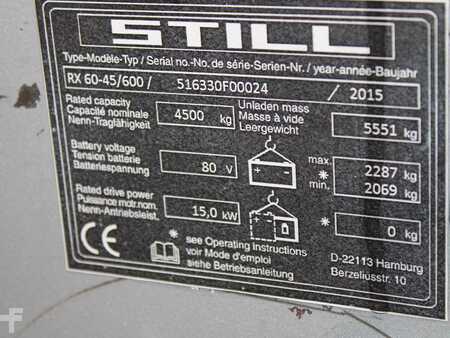 STILL
Type-Modèle-Typ / Serial no.-No. de série-Serien-Nr. / year-année-Baujahr
RX 60-45/600 / 516330F00024 / 2015
Rated capacity
Capacité nominale
Nenn-Tragfähigkeit
4500 kg
Unladen mass
Masse à vide
Leergewicht
5551 kg
Battery voltage
Tension batterie
Batteriespannung
80 V
max. 2287 kg
*
min. 2069 kg
Rated drive power
Puissance motr.nom.
Nenn-Antriebsleist.
15,0 kW
* 0 kg
CE
* see Operating Instructions
voir Mode d'emploi
siehe Betriebsanleitung
D-22113 Hamburg
Berzeliusstr. 10
F